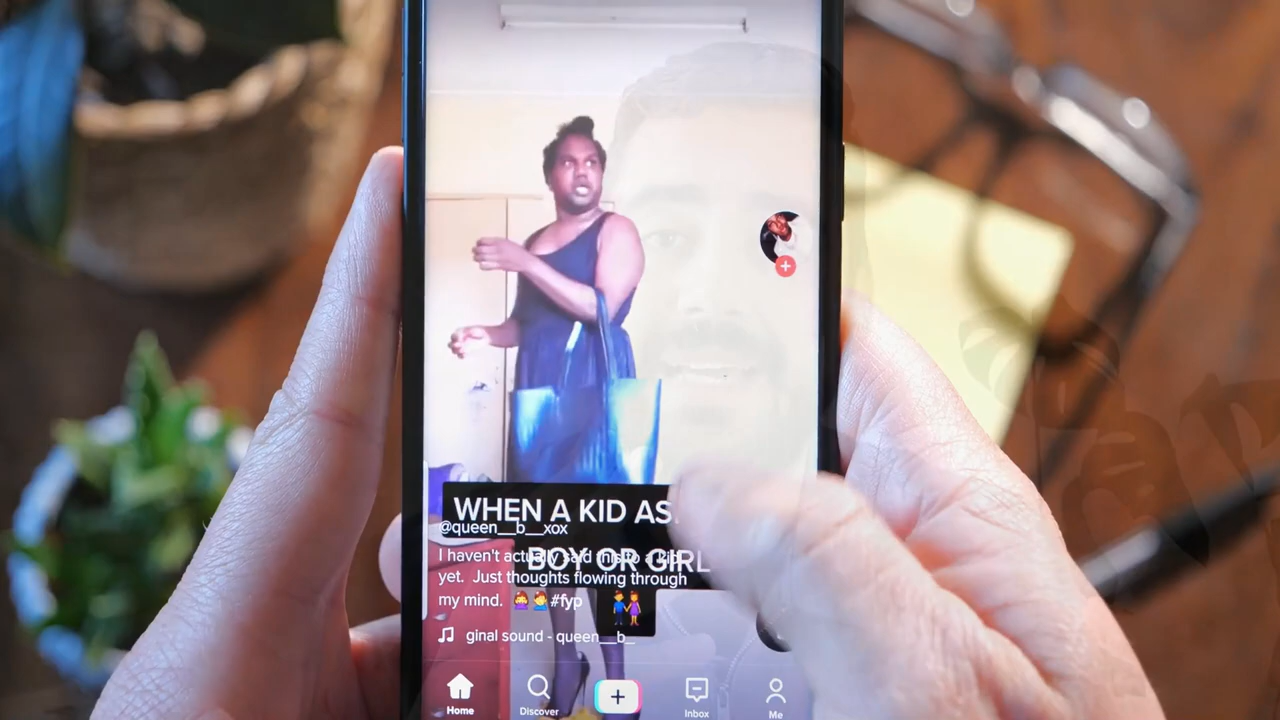 WHEN A KID AS
BOY OR GIRL
@queen__b__xox
I haven't actually said this to a kid
yet. Just thoughts flowing through
my mind. 🤦‍♀️🤦‍♂️#fyp
👫
ginal sound - queen__b_
Home
Discover
Inbox
Me